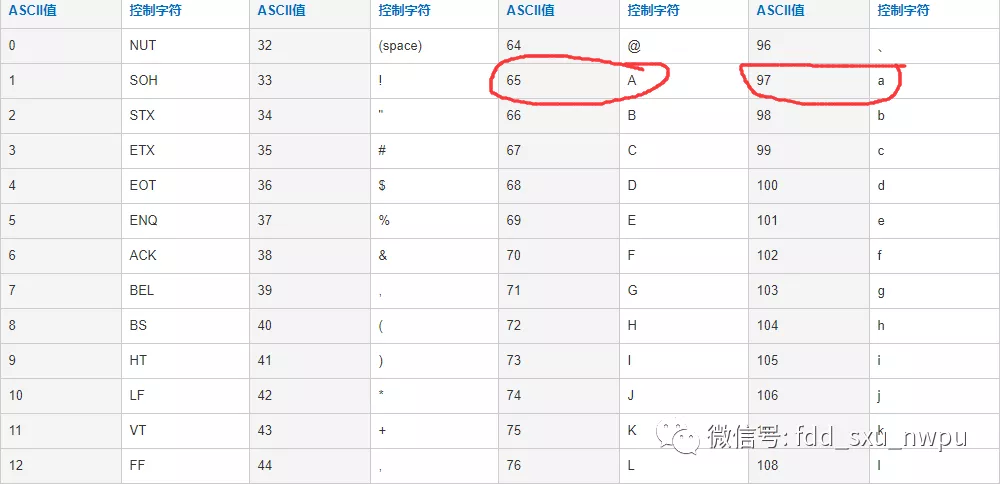 ASCII值 控制字符 ASCII值 控制字符 ASCII值 控制字符 ASCII值 控制字符
0 NUT 32 (space) 64 @ 96 、
1 SOH 33 ! 65 A 97 a
2 STX 34 " 66 B 98 b
3 ETX 35 # 67 C 99 c
4 EOT 36 $ 68 D 100 d
5 ENQ 37 % 69 E 101 e
6 ACK 38 & 70 F 102 f
7 BEL 39 , 71 G 103 g
8 BS 40 ( 72 H 104 h
9 HT 41 ) 73 I 105 i
10 LF 42 * 74 J 106 j
11 VT 43 + 75 K k
12 FF 44 , 76 L 108 l
微信号: fdd_sxu_nwpu